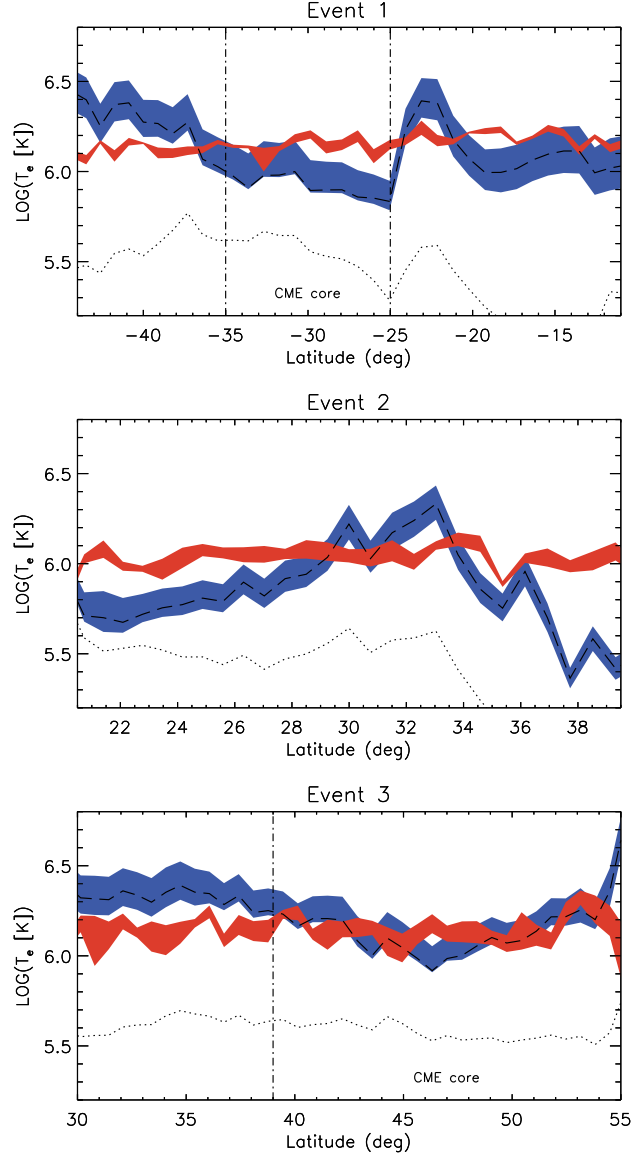 Event 1
LOG(Te [K])
6.5
6.0
5.5
CME core
−40 −35 −30 −25 −20 −15
Latitude (deg)
Event 2
LOG(Te [K])
6.5
6.0
5.5
22 24 26 28 30 32 34 36 38
Latitude (deg)
Event 3
LOG(Te [K])
6.5
6.0
5.5
CME core
30 35 40 45 50 55
Latitude (deg)